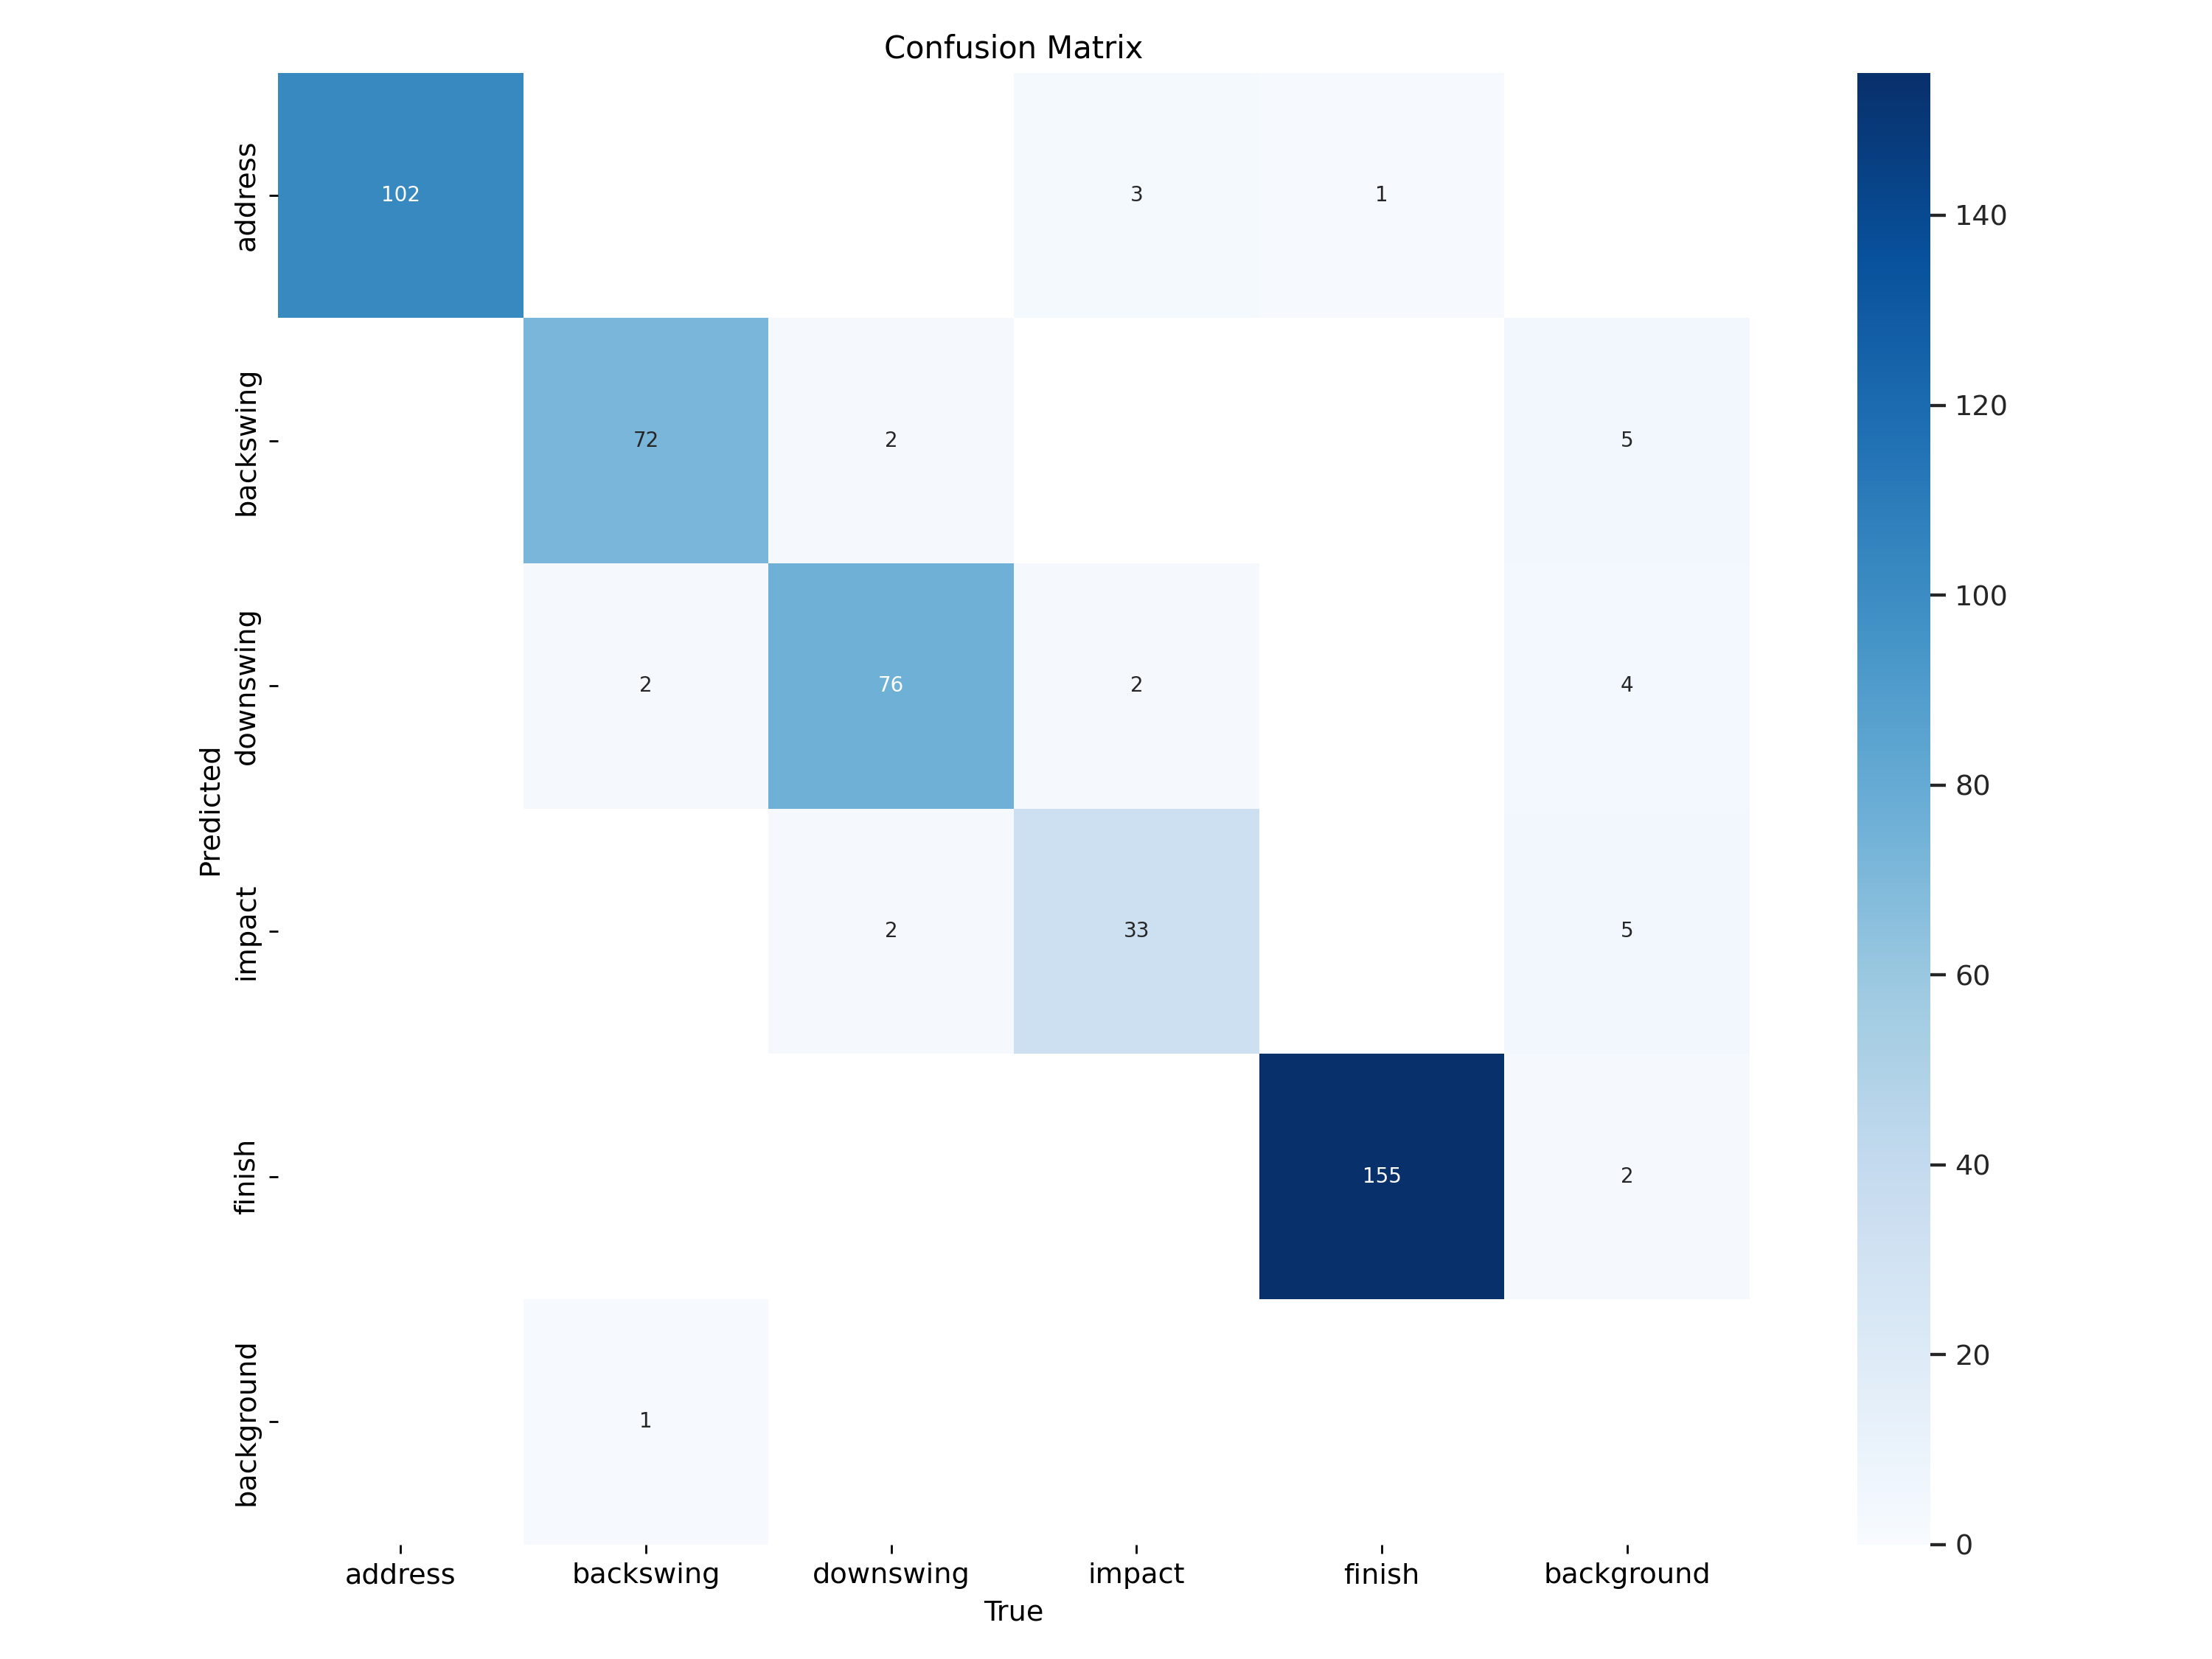 Confusion Matrix
address
102
3
1
backswing
72
2
5
downswing
2
76
2
4
impact
2
33
5
finish
155
2
background
1
address backswing downswing impact finish background
True
Predicted
140
120
100
80
60
40
20
0